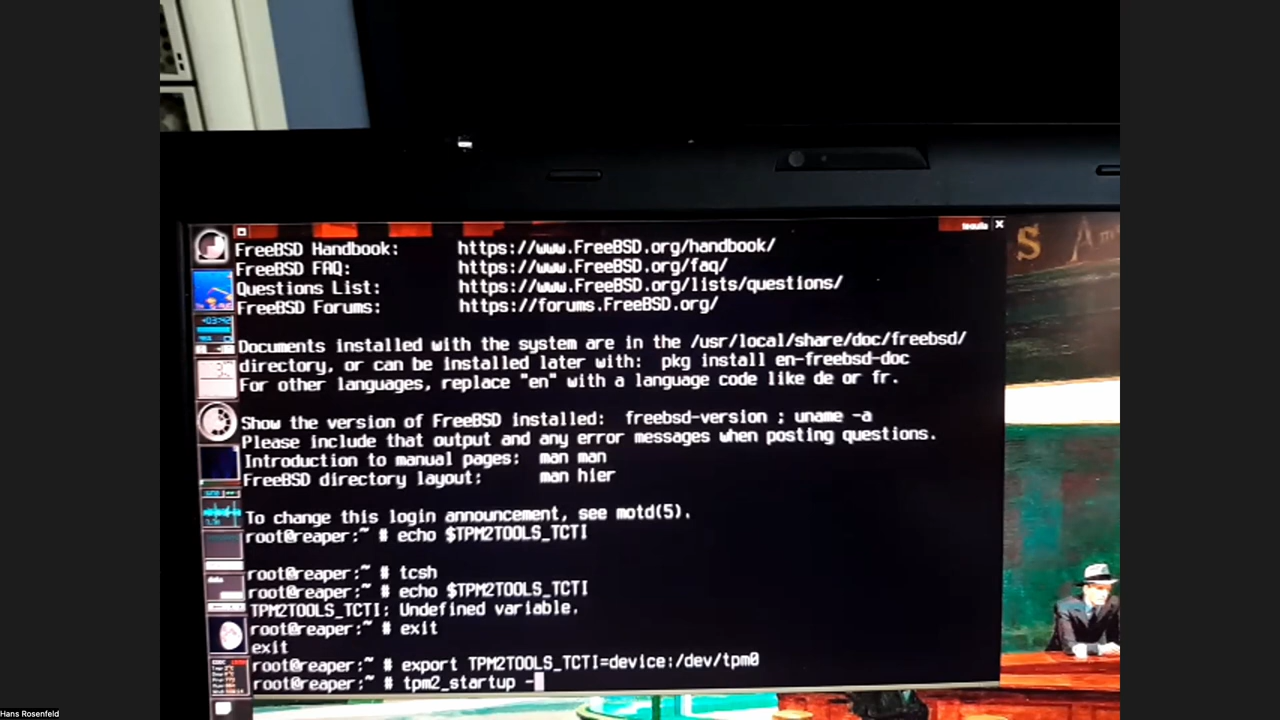 FreeBSD Handbook: https://www.FreeBSD.org/handbook/
FreeBSD FAQ: https://www.FreeBSD.org/faq/
Questions List: https://www.FreeBSD.org/lists/questions/
FreeBSD Forums: https://forums.FreeBSD.org/
Documents installed with the system are in the /usr/local/share/doc/freebsd/
directory, or can be installed later with: pkg install en-freebsd-doc
For other languages, replace "en" with a language code like de or fr.
Show the version of FreeBSD installed: freebsd-version ; uname -a
Please include that output and any error messages when posting questions.
Introduction to manual pages: man man
FreeBSD directory layout: man hier
To change this login announcement, see motd(5).
root@reaper:~ # echo $TPM2TOOLS_TCTI
root@reaper:~ # tcsh
root@reaper:~ # echo $TPM2TOOLS_TCTI
TPM2TOOLS_TCTI: Undefined variable.
root@reaper:~ # exit
exit
root@reaper:~ # export TPM2TOOLS_TCTI=device:/dev/tpm0
root@reaper:~ # tpm2_startup -
Hans Rosenfeld